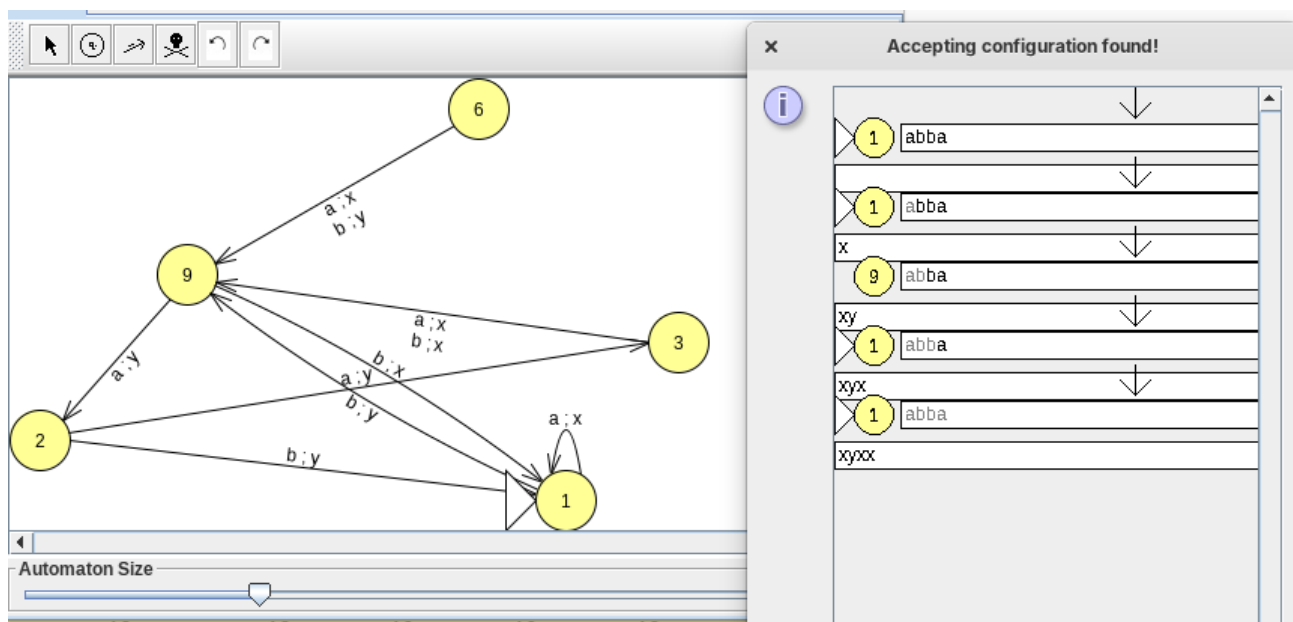 Accepting configuration found!
6
a ; x
b ; y
9
a ; y
a ; x
b ; x
3
b ; x
a ; y
b ; y
2
b ; y
a ; x
1
Automaton Size
1 abba
1 abba
x
9 abba
xy
1 abba
xyx
1 abba
xyxx